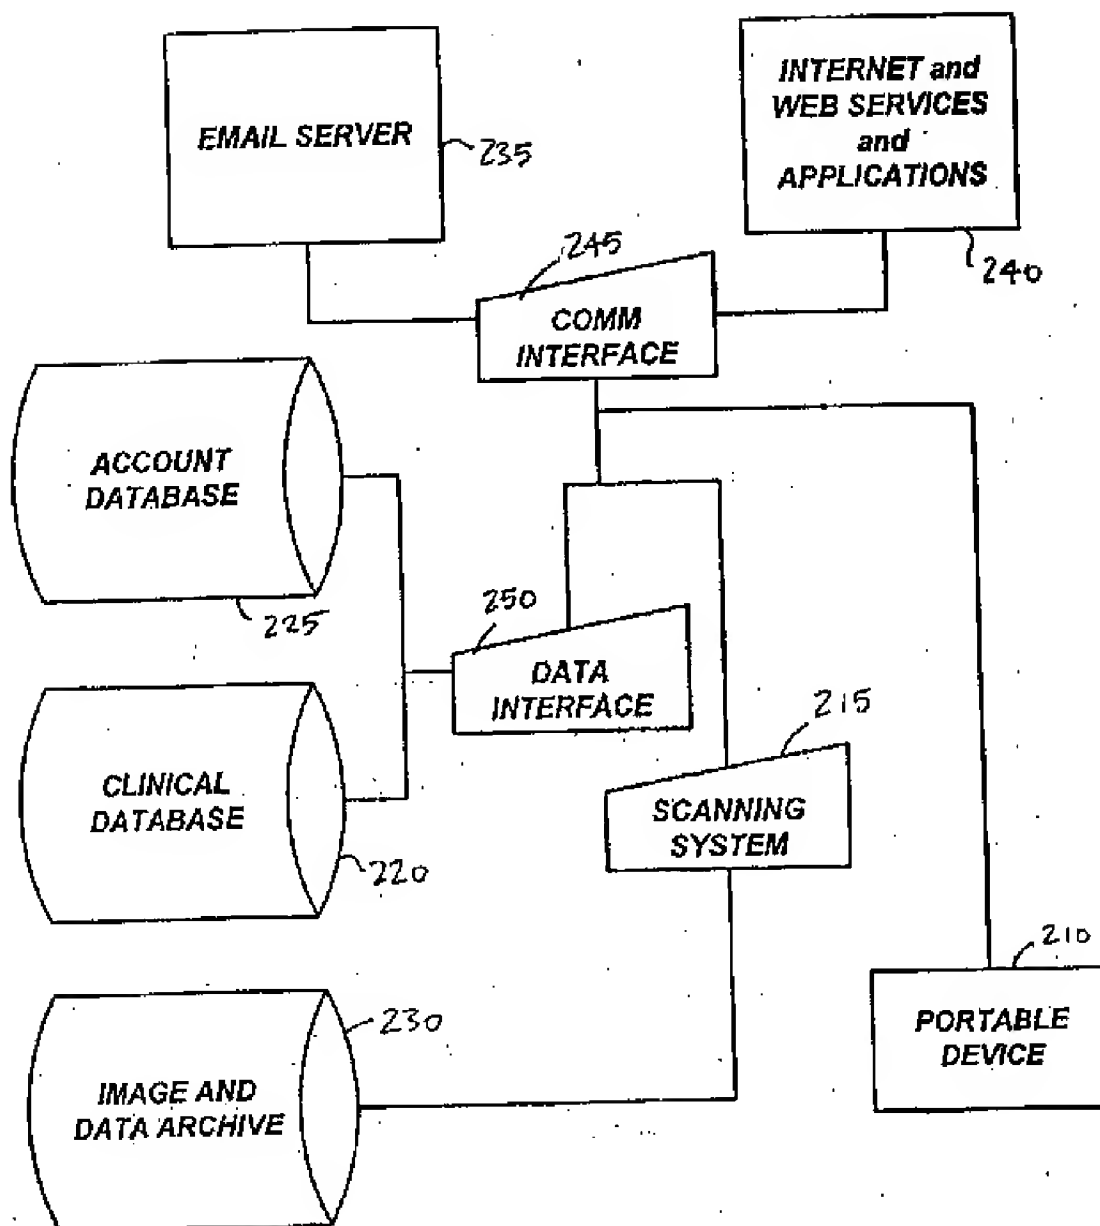 EMAIL SERVER
235
INTERNET and
WEB SERVICES
and
APPLICATIONS
240
245
COMM
INTERFACE
ACCOUNT
DATABASE
225
250
DATA
INTERFACE
215
SCANNING
SYSTEM
CLINICAL
DATABASE
220
210
PORTABLE
DEVICE
230
IMAGE AND
DATA ARCHIVE